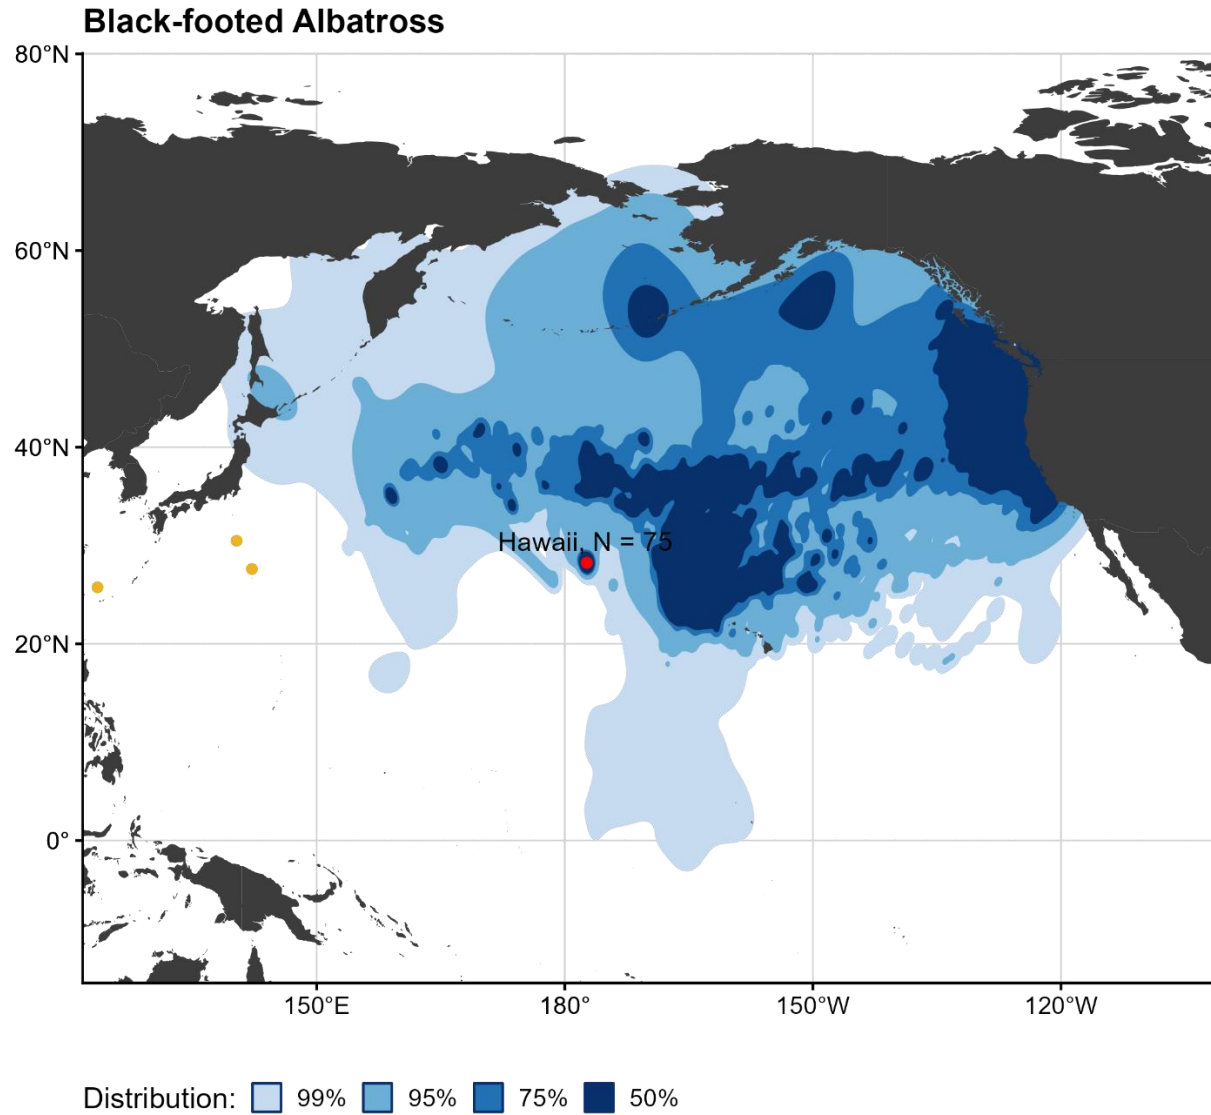 Black-footed Albatross
80°N
60°N
40°N
20°N
0°
Hawaii, N = 75
150°E
180°
150°W
120°W
Distribution: 99% 95% 75% 50%